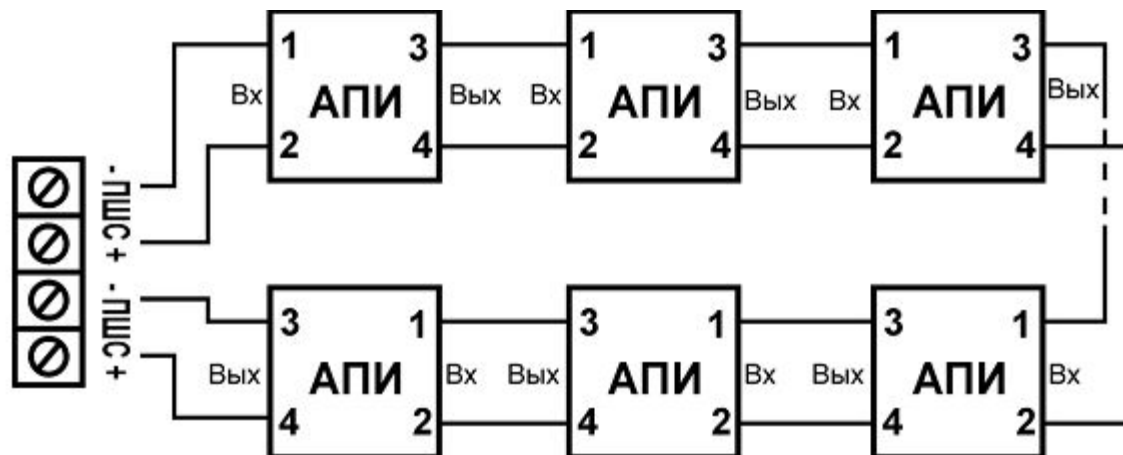 1 3 1 3 1 3
Вх АПИ Вых Вх АПИ Вых Вх АПИ Вых
2 4 2 4 2 4
- ПШС +
- ПШС +
3 1 3 1 3 1
Вых АПИ Вх Вых АПИ Вх Вых АПИ Вх
4 2 4 2 4 2